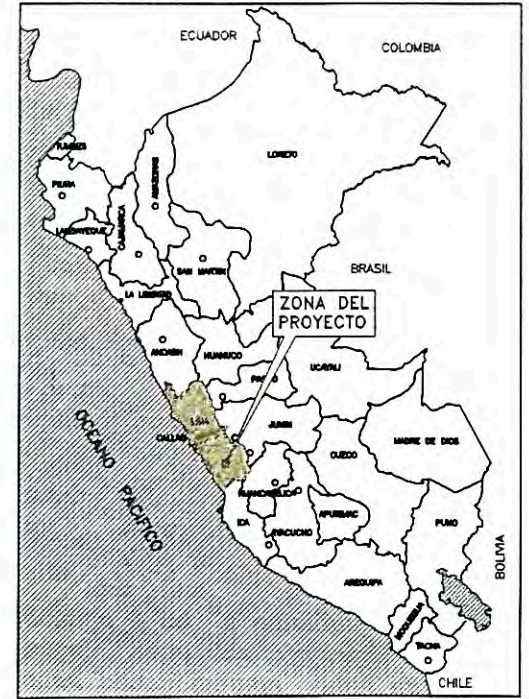 ECUADOR
COLOMBIA
TUMBES
PIURA
AMAZONAS
LORETO
LAMBAYEQUE
CAJAMARCA
SAN MARTIN
BRASIL
LA LIBERTAD
ZONA DEL
PROYECTO
ANCASH
HUANUCO
UCAYALI
PASCO
LIMA
JUNIN
CALLAO
MADRE DE DIOS
CUSCO
OCEANO PACIFICO
HUANCAVELICA
ICA
AYACUCHO
APURIMAC
PUNO
AREQUIPA
BOLIVIA
MOQUEGUA
TACNA
CHILE